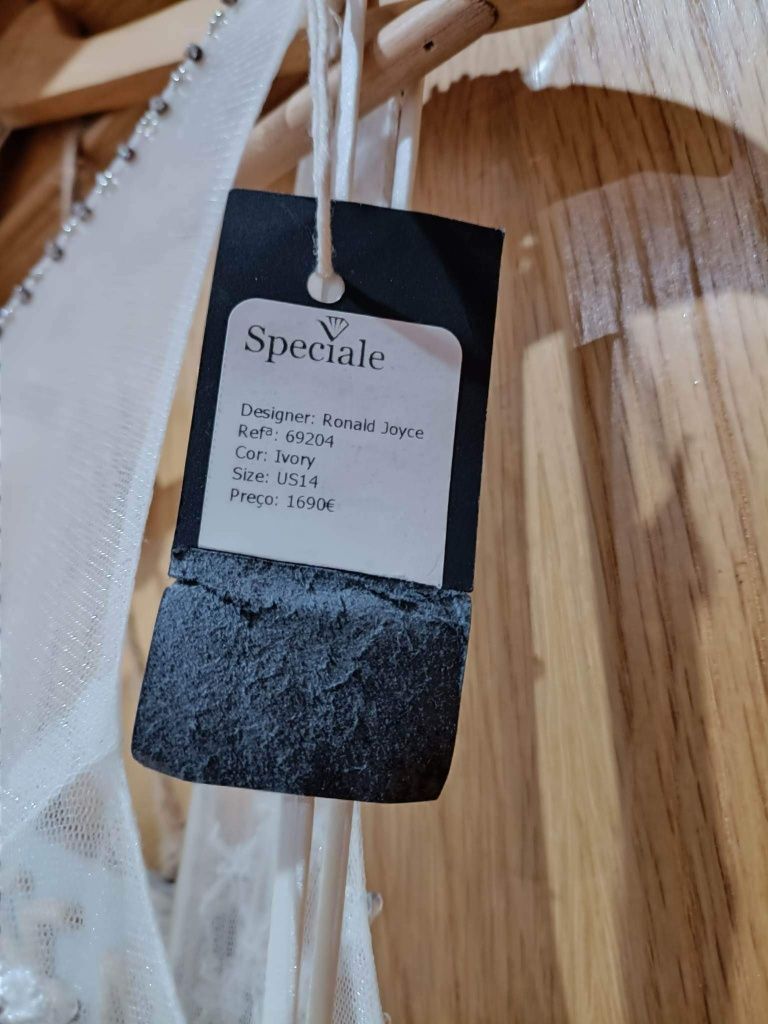 Speciale
Designer: Ronald Joyce
Refª: 69204
Cor: Ivory
Size: US14
Preço: 1690€